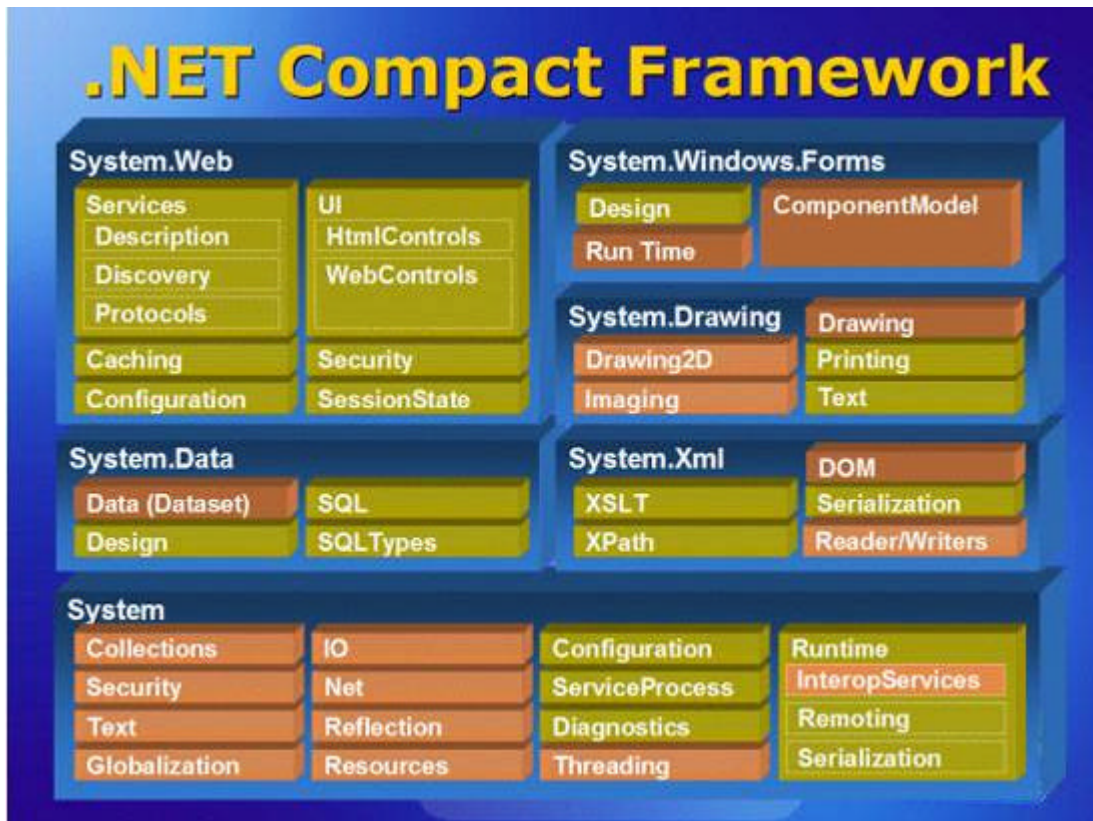 .NET Compact Framework
System.Web
Services
Description
Discovery
Protocols
Caching
Configuration
UI
HtmlControls
WebControls
Security
SessionState
System.Windows.Forms
Design
Run Time
ComponentModel
System.Drawing
Drawing2D
Imaging
Drawing
Printing
Text
System.Data
Data (Dataset)
Design
SQL
SQLTypes
System.Xml
XSLT
XPath
DOM
Serialization
Reader/Writers
System
Collections
Security
Text
Globalization
IO
Net
Reflection
Resources
Configuration
ServiceProcess
Diagnostics
Threading
Runtime
InteropServices
Remoting
Serialization